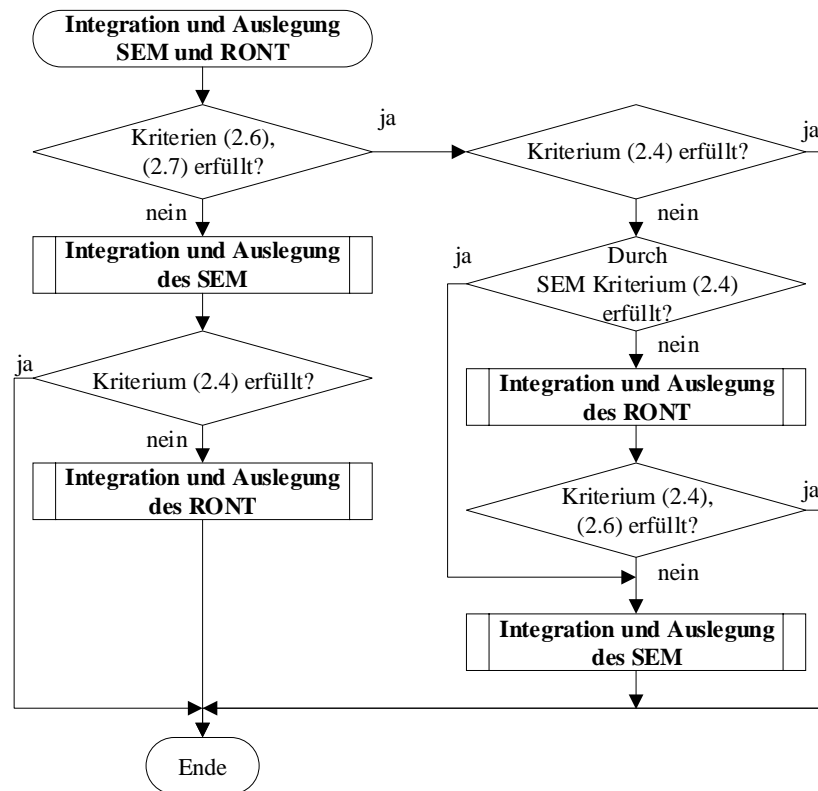 Integration und Auslegung
SEM und RONT
Kriterien (2.6),
(2.7) erfüllt?
ja
nein
Integration und Auslegung
des SEM
Kriterium (2.4) erfüllt?
ja
nein
Integration und Auslegung
des RONT
Kriterium (2.4) erfüllt?
ja
nein
Durch
SEM Kriterium (2.4)
erfüllt?
ja
nein
Integration und Auslegung
des RONT
Kriterium (2.4),
(2.6) erfüllt?
ja
nein
Integration und Auslegung
des SEM
Ende